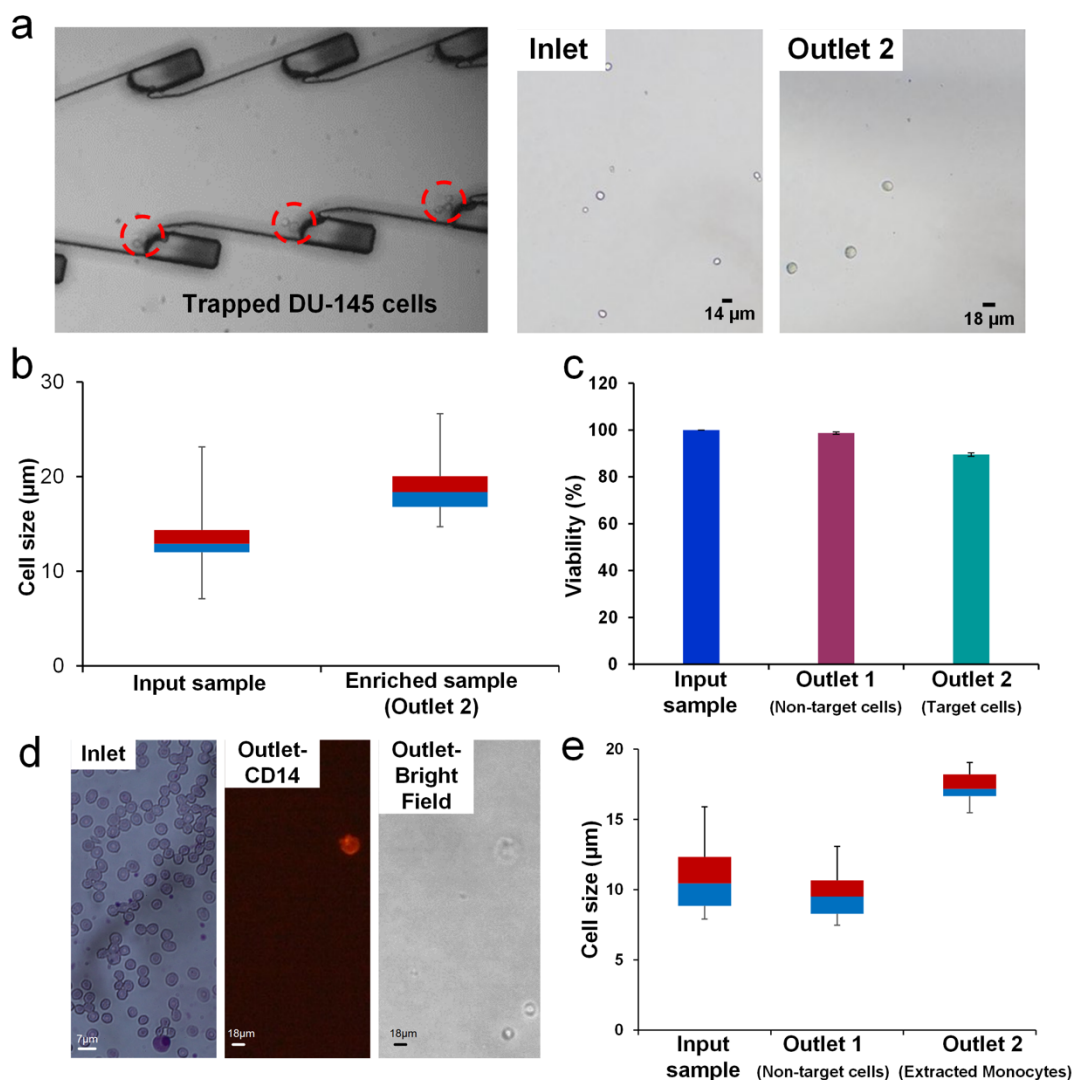 a
Trapped DU-145 cells
Inlet
14 µm
Outlet 2
18 µm
b
Cell size (µm)
30
20
10
0
Input sample
Enriched sample
(Outlet 2)
c
Viability (%)
120
100
80
60
40
20
0
Input
sample
Outlet 1
(Non-target cells)
Outlet 2
(Target cells)
d
Inlet
7µm
Outlet-
CD14
18µm
Outlet-
Bright
Field
18µm
e
Cell size (µm)
20
15
10
5
0
Input
sample
Outlet 1
(Non-target cells)
Outlet 2
(Extracted Monocytes)